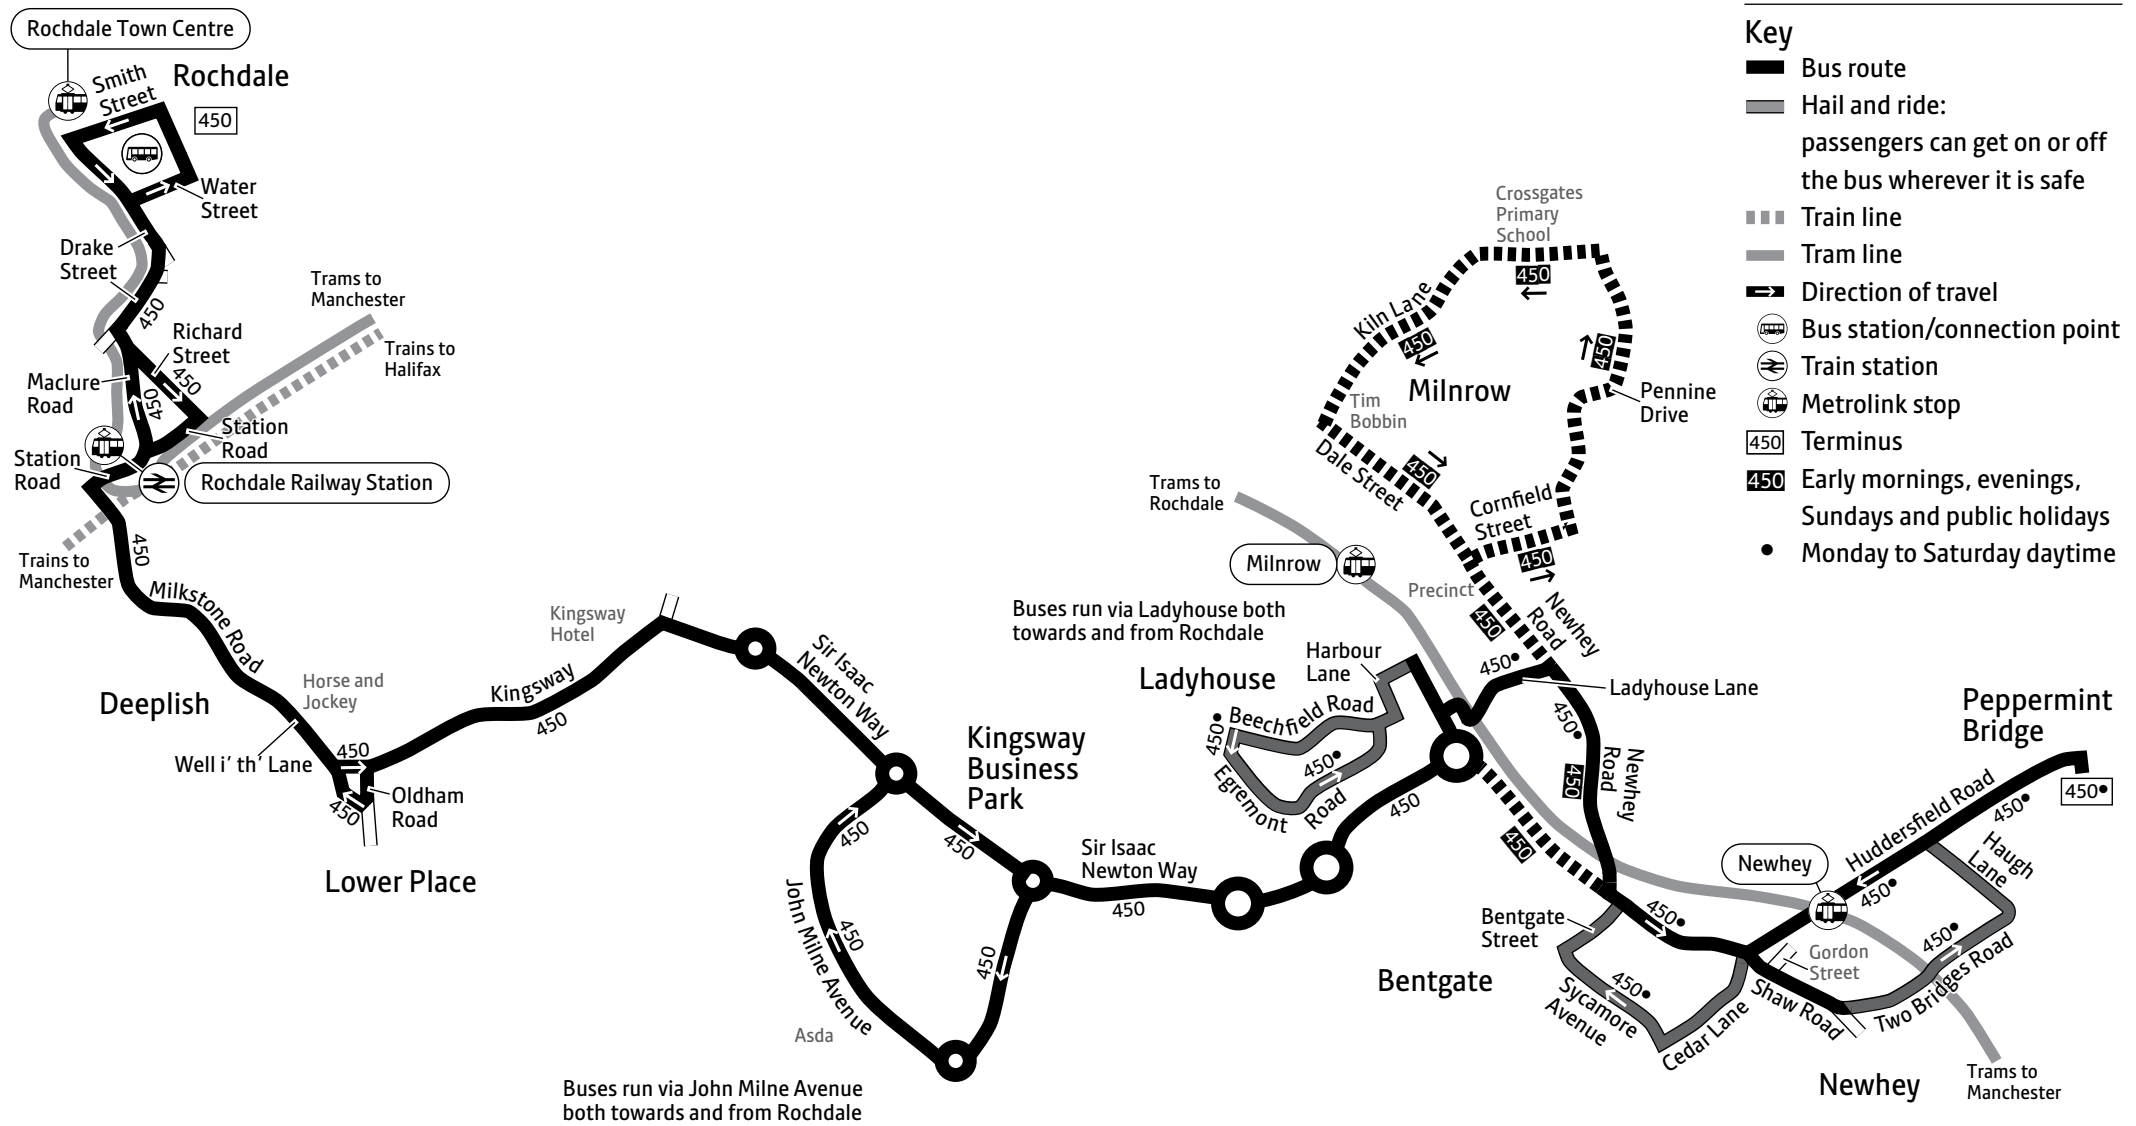 Rochdale Town Centre
Smith
Street
Rochdale
450
Water
Street
Drake
Street
450
Trams to
Manchester
Trains to
Halifax
Richard
Street
450
Maclure
Road
450
Station
Road
Station
Road
Rochdale Railway Station
Trains to
Manchester
450
Milkstone Road
Deeplish
Horse and
Jockey
Well i’ th’ Lane
450
450
Oldham
Road
Lower Place
Kingsway
450
Kingsway
Hotel
Sir Isaac
Newton Way
Kingsway
Business
Park
450
450
450
John Milne Avenue
450
Asda
Buses run via John Milne Avenue
both towards and from Rochdale
Sir Isaac
Newton Way
450
450
Buses run via Ladyhouse both
towards and from Rochdale
Ladyhouse
Harbour
Lane
Beechfield Road
450•
450•
Egremont
Road
Trams to
Rochdale
Milnrow
Crossgates
Primary
School
450
Kiln Lane
450
450
Milnrow
Pennine
Drive
Tim
Bobbin
Dale Street
450
Cornfield
Street
450
Precinct
450
Newhey
Road
450•
Ladyhouse Lane
450•
450
Newhey
Road
450
Bentgate
Street
450•
Bentgate
450•
Sycamore
Avenue
Cedar Lane
Shaw Road
Gordon
Street
Two Bridges Road
450•
Newhey
Newhey
450•
Huddersfield Road
450•
Haugh
Lane
Peppermint
Bridge
450•
Trams to
Manchester
Key
Bus route
Hail and ride:
passengers can get on or off
the bus wherever it is safe
Train line
Tram line
Direction of travel
Bus station/connection point
Train station
Metrolink stop
450 Terminus
450 Early mornings, evenings,
Sundays and public holidays
• Monday to Saturday daytime